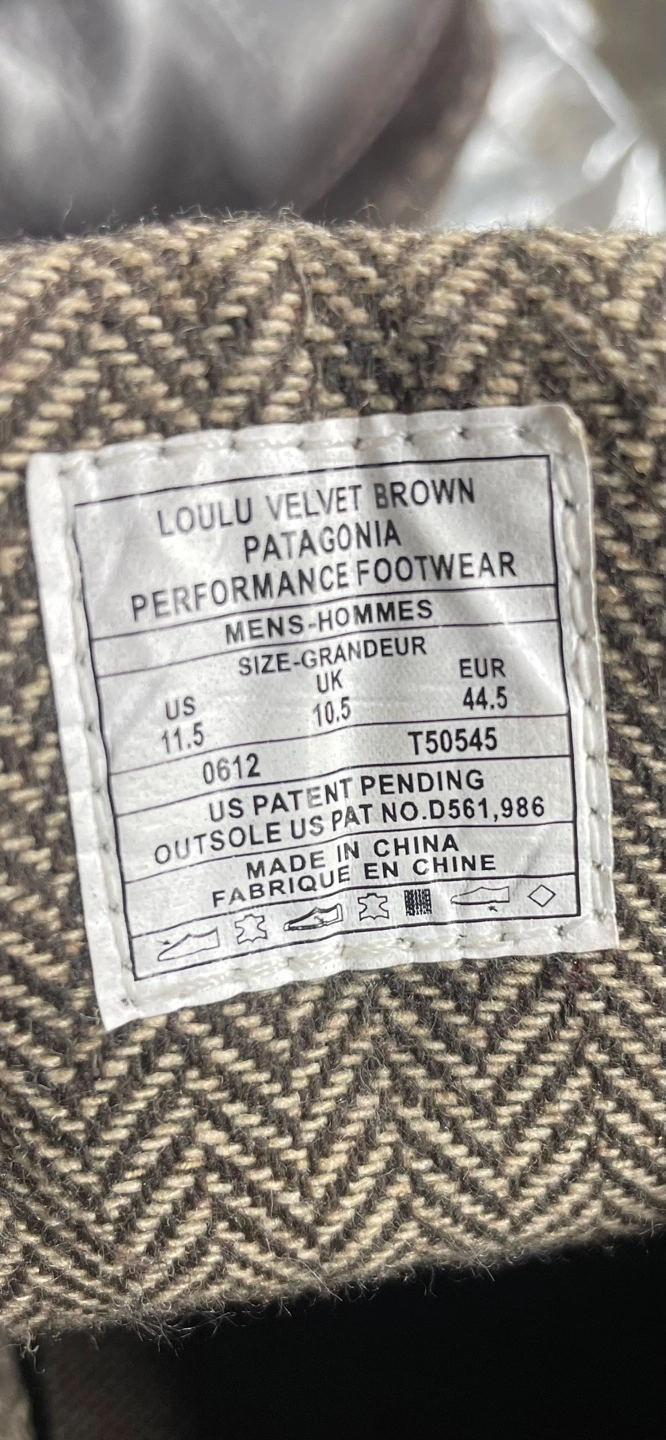 LOULU VELVET BROWN
PATAGONIA
PERFORMANCE FOOTWEAR
MENS-HOMMES
SIZE-GRANDEUR
US UK EUR
11.5 10.5 44.5
0612 T50545
US PATENT PENDING
OUTSOLE US PAT NO.D561,986
MADE IN CHINA
FABRIQUE EN CHINE